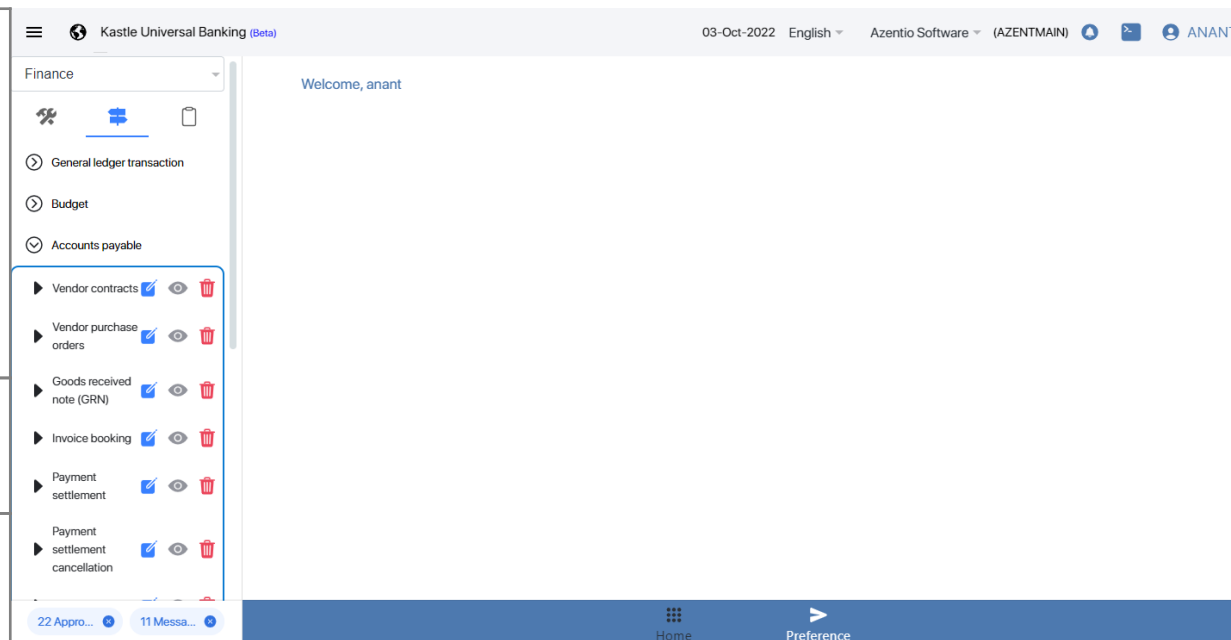 Kastle Universal Banking (Beta)
03-Oct-2022 English Azentio Software (AZENTMAIN) ANANT
Finance
Welcome, anant
General ledger transaction
Budget
Accounts payable
Vendor contracts
Vendor purchase
orders
Goods received
note (GRN)
Invoice booking
Payment
settlement
Payment
settlement
cancellation
22 Appro... 11 Messa...
Home
Preference